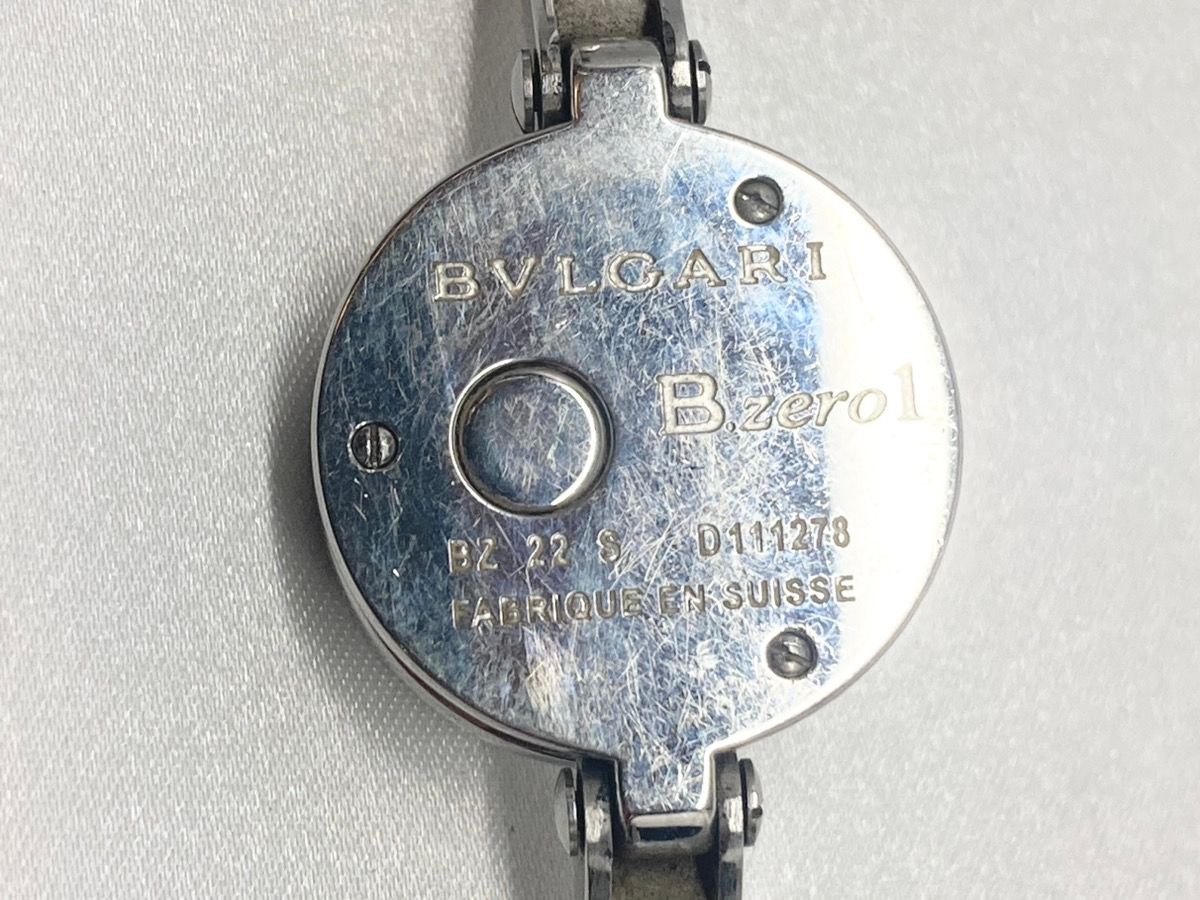 BVLGARI
B.zero1
BZ 22 S D111278
FABRIQUE EN SUISSE